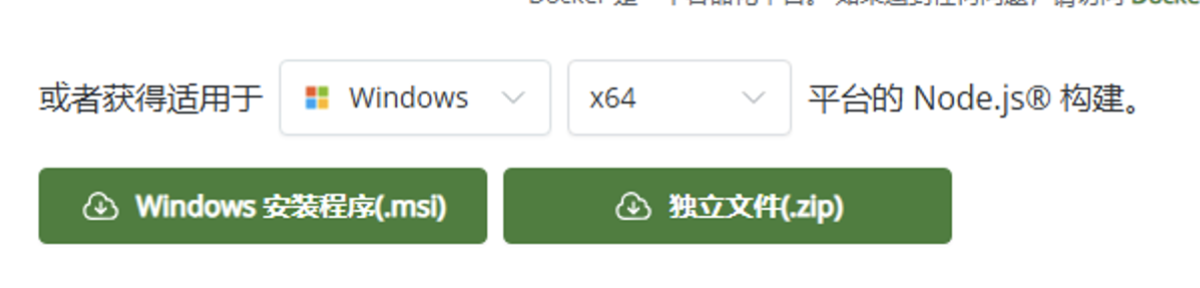 或者获得适用于 Windows x64 平台的 Node.js® 构建。
Windows 安装程序(.msi) 独立文件(.zip)